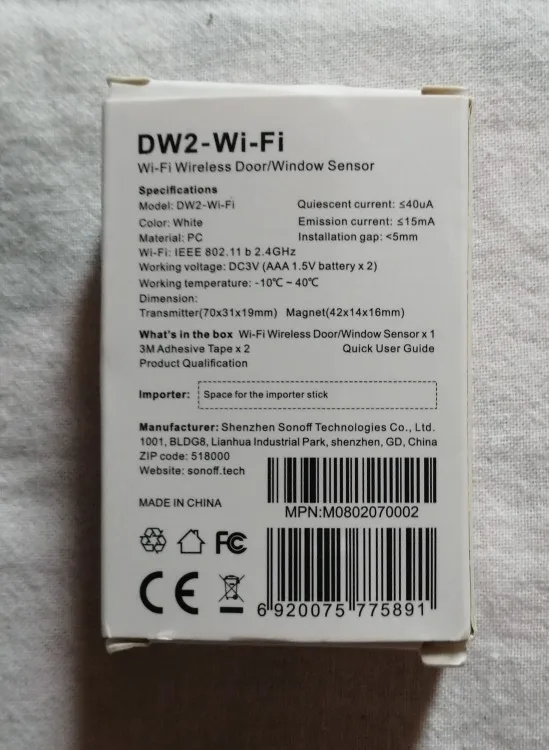 DW2-Wi-Fi
Wi-Fi Wireless Door/Window Sensor
Specifications
Model: DW2-Wi-Fi Quiescent current: ≤40uA
Color: White Emission current: ≤15mA
Material: PC Installation gap: <5mm
Wi-Fi: IEEE 802.11 b 2.4GHz
Working voltage: DC3V (AAA 1.5V battery x 2)
Working temperature: -10℃ ~ 40℃
Dimension:
Transmitter(70x31x19mm) Magnet(42x14x16mm)
What's in the box Wi-Fi Wireless Door/Window Sensor x 1
3M Adhesive Tape x 2 Quick User Guide
Product Qualification
Importer: Space for the importer stick
Manufacturer: Shenzhen Sonoff Technologies Co., Ltd.
1001, BLDG8, Lianhua Industrial Park, shenzhen, GD, China
ZIP code: 518000
Website: sonoff.tech
MPN:M0802070002
MADE IN CHINA
FC
CE
6 920075 775891